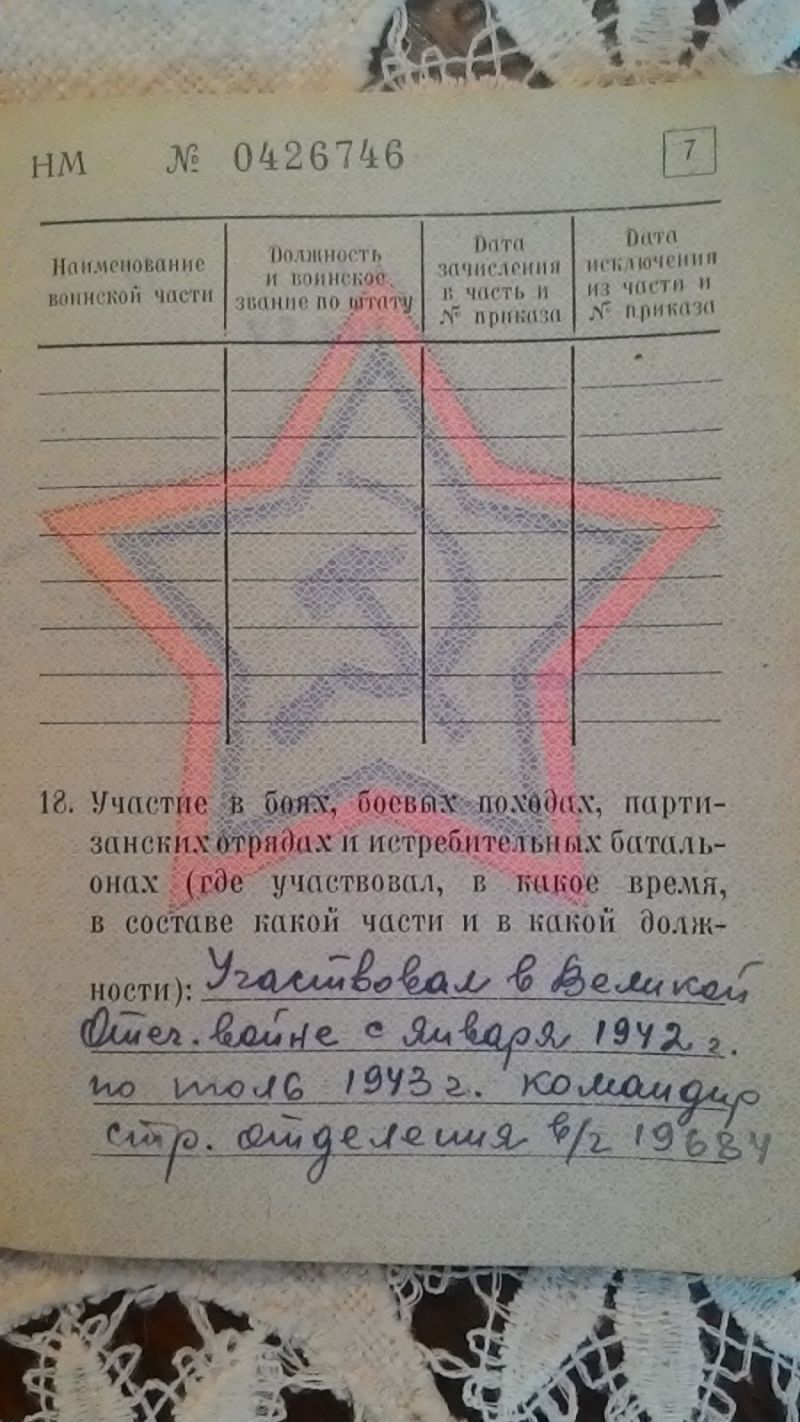 НМ № 0426746 7
Наименование воинской части
Должность и воинское звание по штату
Дата зачисления в часть и № приказа
Дата исключения из части и № приказа
18. Участие в боях, боевых походах, парти-
занских отрядах и истребительных баталь-
онах (где участвовал, в какое время,
в составе какой части и в какой долж-
ности): Участвовал в Великой
Отеч. войне с января 1942 г.
по июль 1943 г. командир
стр. отделения в/г 19684